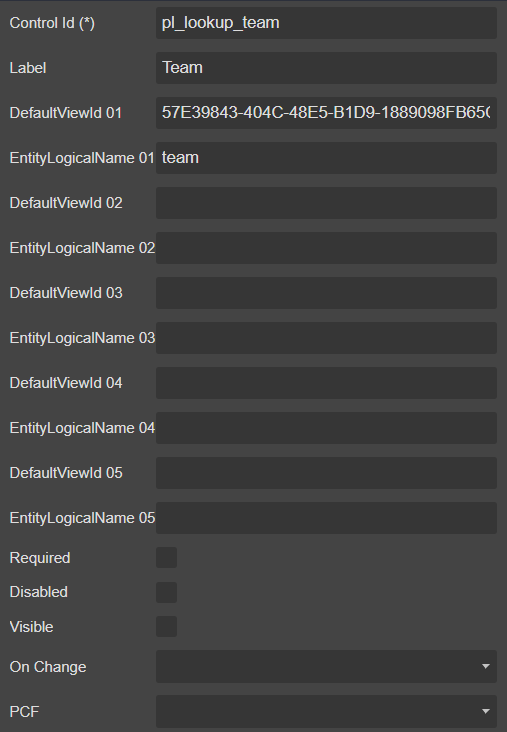 Control Id (*) pl_lookup_team
Label Team
DefaultViewId 01 57E39843-404C-48E5-B1D9-1889098FB65
EntityLogicalName 01 team
DefaultViewId 02
EntityLogicalName 02
DefaultViewId 03
EntityLogicalName 03
DefaultViewId 04
EntityLogicalName 04
DefaultViewId 05
EntityLogicalName 05
Required
Disabled
Visible
On Change
PCF